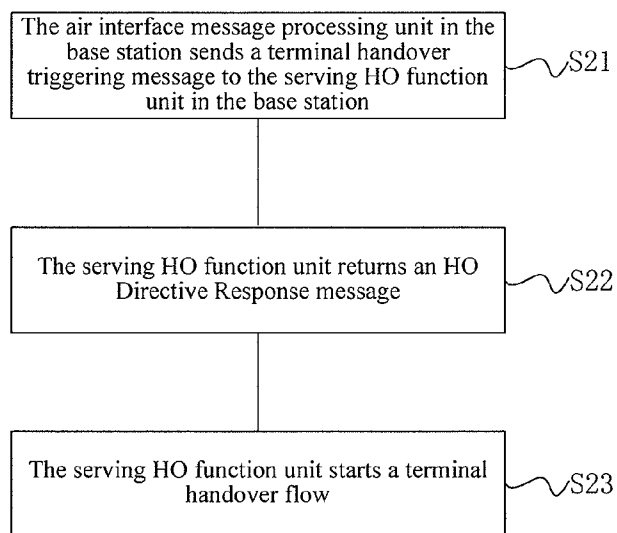 The air interface message processing unit in the
base station sends a terminal handover
triggering message to the serving HO function
unit in the base station
S21
The serving HO function unit returns an HO
Directive Response message
S22
The serving HO function unit starts a terminal
handover flow
S23